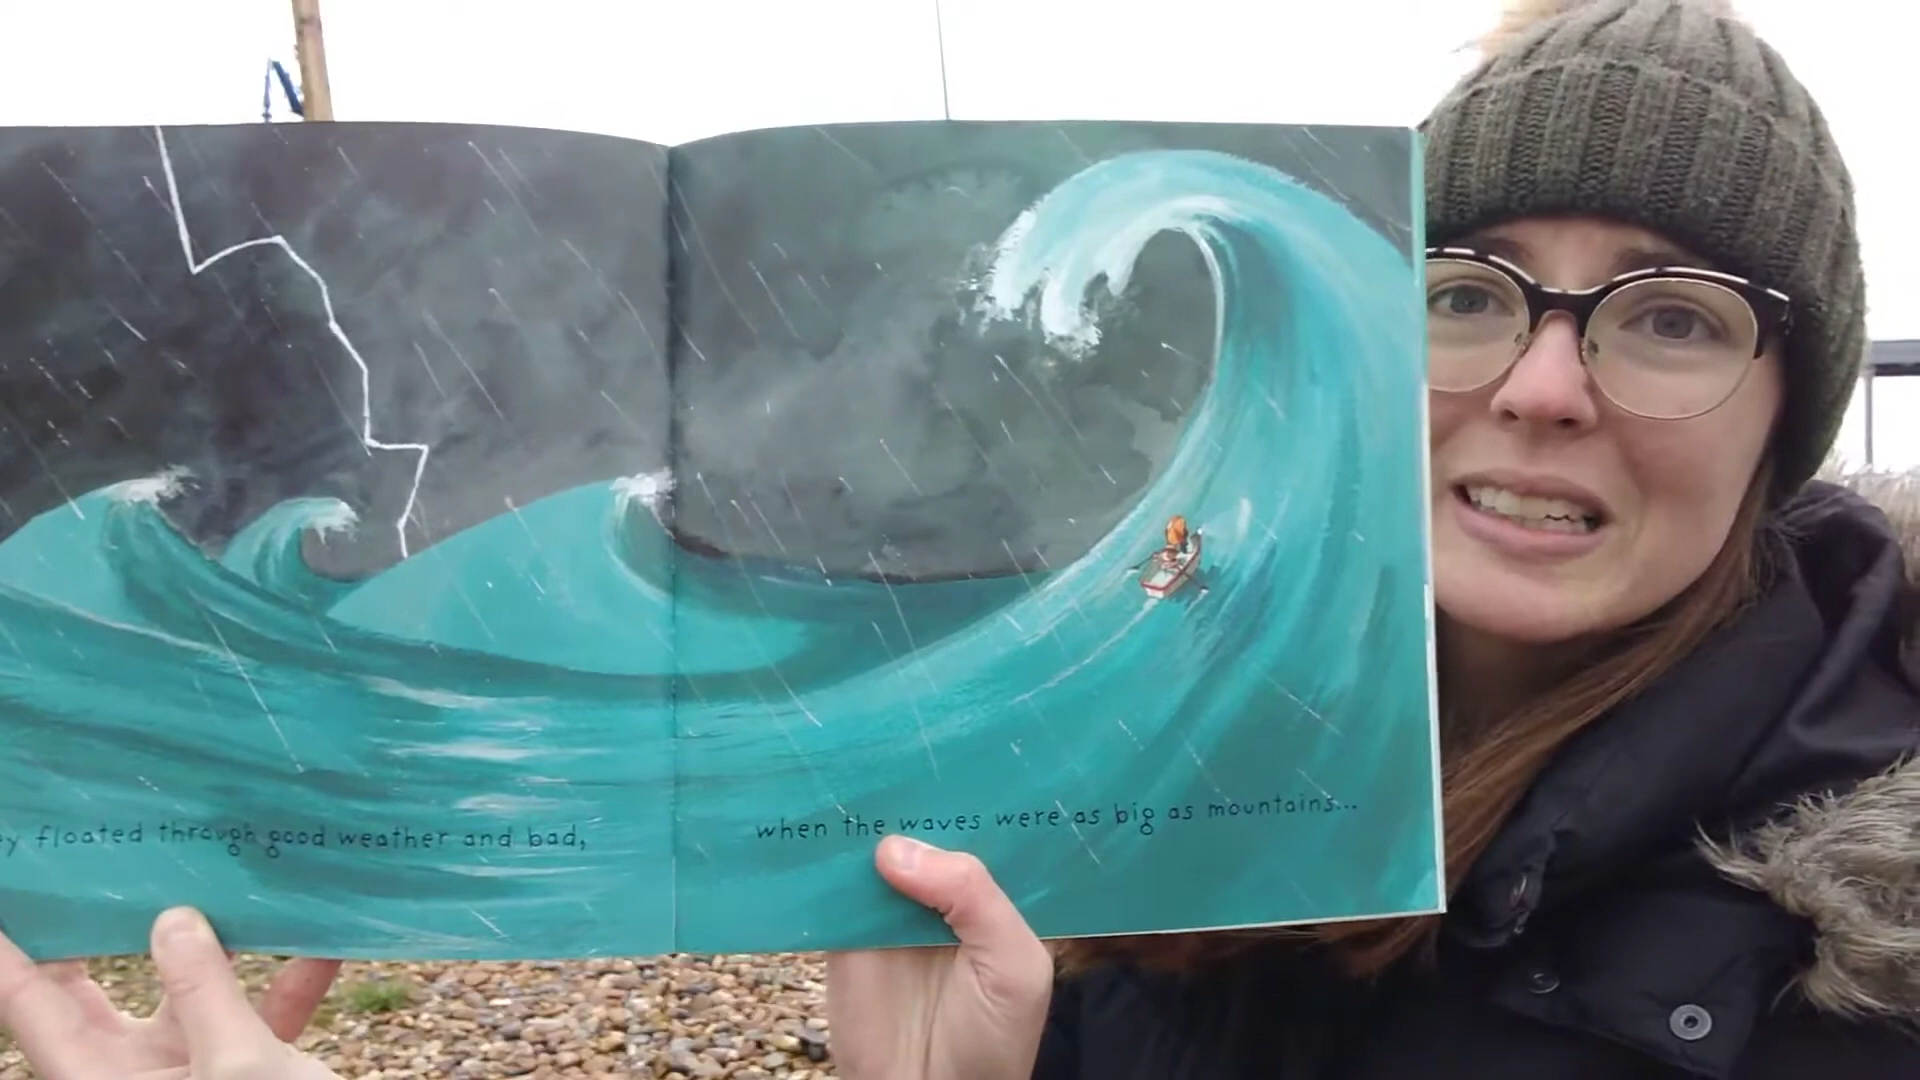 floated through good weather and bad,
when the waves were as big as mountains...